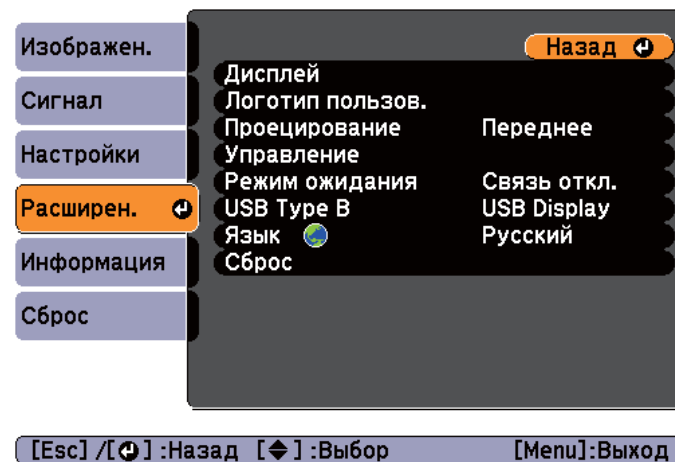 Изображен.
Сигнал
Настройки
Расширен.
Информация
Сброс
Назад
Дисплей
Логотип пользов.
Проецирование Переднее
Управление
Режим ожидания Связь откл.
USB Type B USB Display
Язык Русский
Сброс
[Esc] /[ ] :Назад [ ] :Выбор [Menu]:Выход